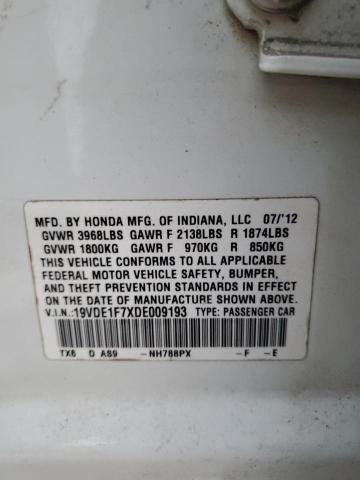 MFD. BY HONDA MFG. OF INDIANA, LLC 07/'12
GVWR 3968LBS GAWR F 2138LBS R 1874LBS
GVWR 1800KG GAWR F 970KG R 850KG
THIS VEHICLE CONFORMS TO ALL APPLICABLE
FEDERAL MOTOR VEHICLE SAFETY, BUMPER,
AND THEFT PREVENTION STANDARDS IN EFFECT ON
THE DATE OF MANUFACTURE SHOWN ABOVE.
V.I.N.:19VDE1F7XDE009193 TYPE: PASSENGER CAR
TX6 D A89 -NH788PX -F -E